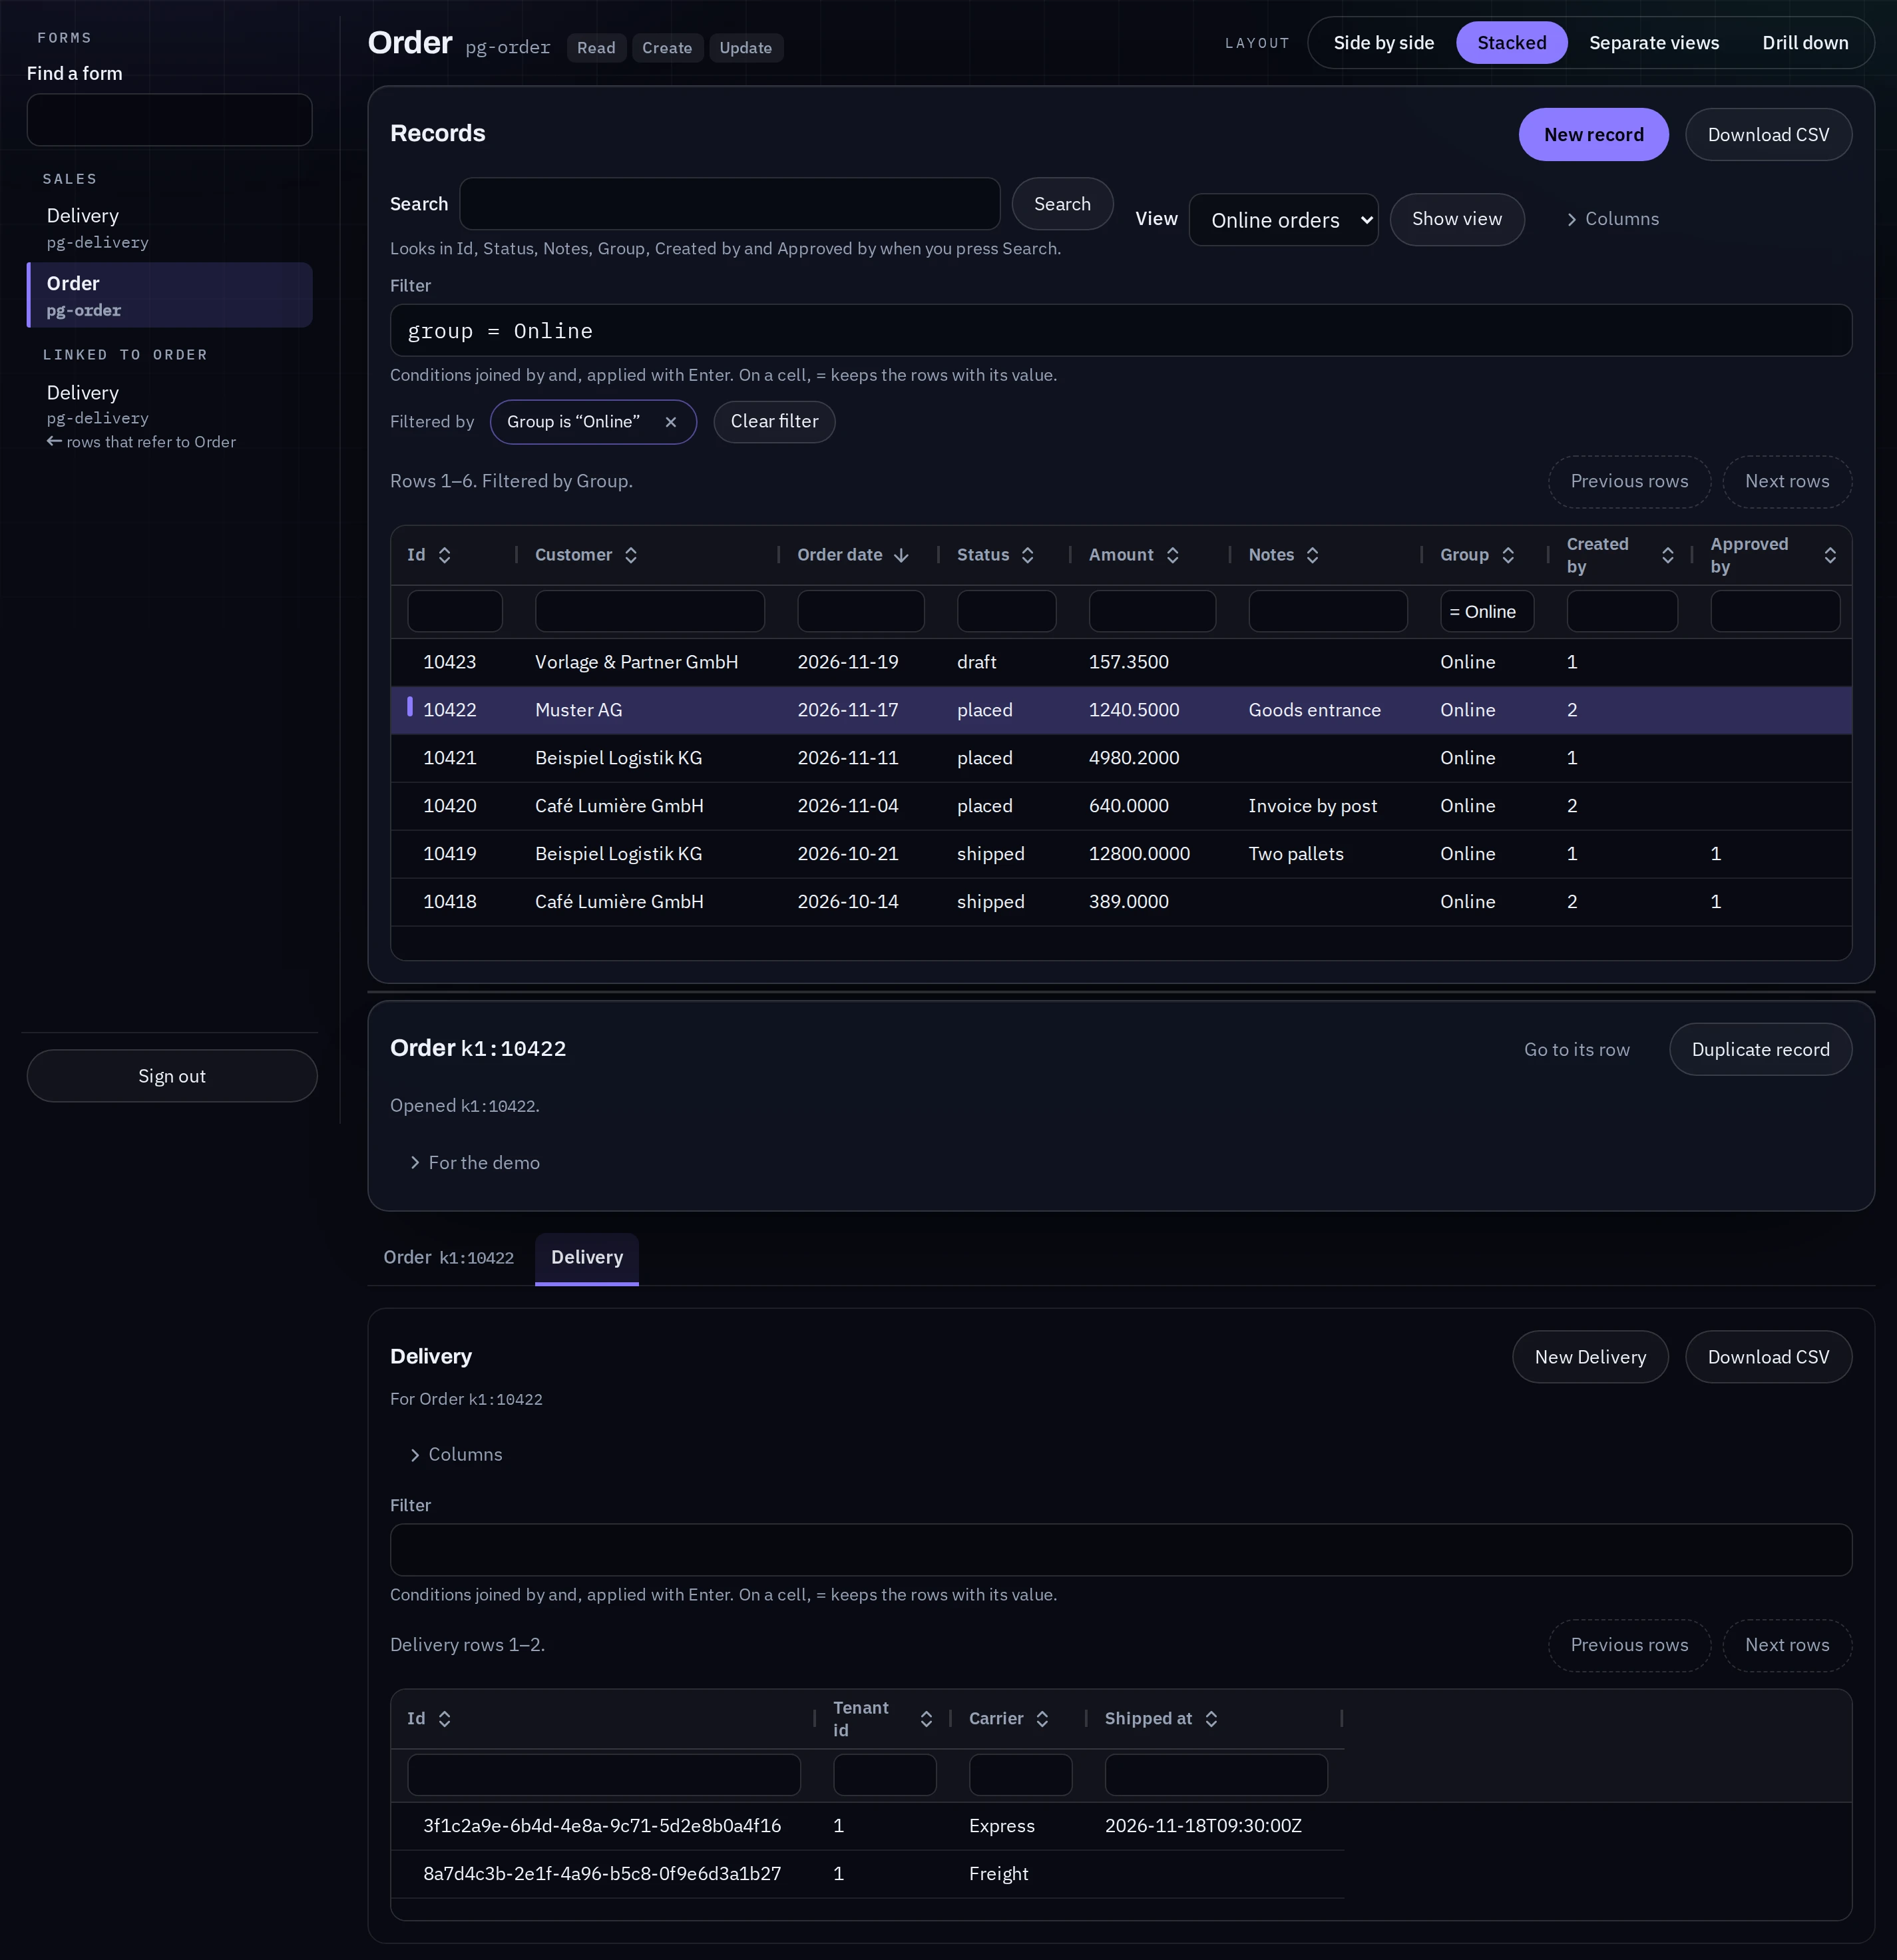 FORMS
Find a form
SALES
Delivery
pg-delivery
Order
pg-order
LINKED TO ORDER
Delivery
pg-delivery
← rows that refer to Order
Sign out
Order pg-order Read Create Update
LAYOUT Side by side Stacked Separate views Drill down
Records New record Download CSV
Search Search View Online orders Show view Columns
Looks in Id, Status, Notes, Group, Created by and Approved by when you press Search.
Filter
group = Online
Conditions joined by and, applied with Enter. On a cell, = keeps the rows with its value.
Filtered by Group is “Online” × Clear filter
Rows 1–6. Filtered by Group. Previous rows Next rows
Id Customer Order date ↓ Status Amount Notes Group Created by Approved by
= Online
10423 Vorlage & Partner GmbH 2026-11-19 draft 157.3500 Online 1
10422 Muster AG 2026-11-17 placed 1240.5000 Goods entrance Online 2
10421 Beispiel Logistik KG 2026-11-11 placed 4980.2000 Online 1
10420 Café Lumière GmbH 2026-11-04 placed 640.0000 Invoice by post Online 2
10419 Beispiel Logistik KG 2026-10-21 shipped 12800.0000 Two pallets Online 1 1
10418 Café Lumière GmbH 2026-10-14 shipped 389.0000 Online 2 1
Order k1:10422 Go to its row Duplicate record
Opened k1:10422.
For the demo
Order k1:10422 Delivery
Delivery New Delivery Download CSV
For Order k1:10422
Columns
Filter
Conditions joined by and, applied with Enter. On a cell, = keeps the rows with its value.
Delivery rows 1–2. Previous rows Next rows
Id Tenant id Carrier Shipped at
3f1c2a9e-6b4d-4e8a-9c71-5d2e8b0a4f16 1 Express 2026-11-18T09:30:00Z
8a7d4c3b-2e1f-4a96-b5c8-0f9e6d3a1b27 1 Freight